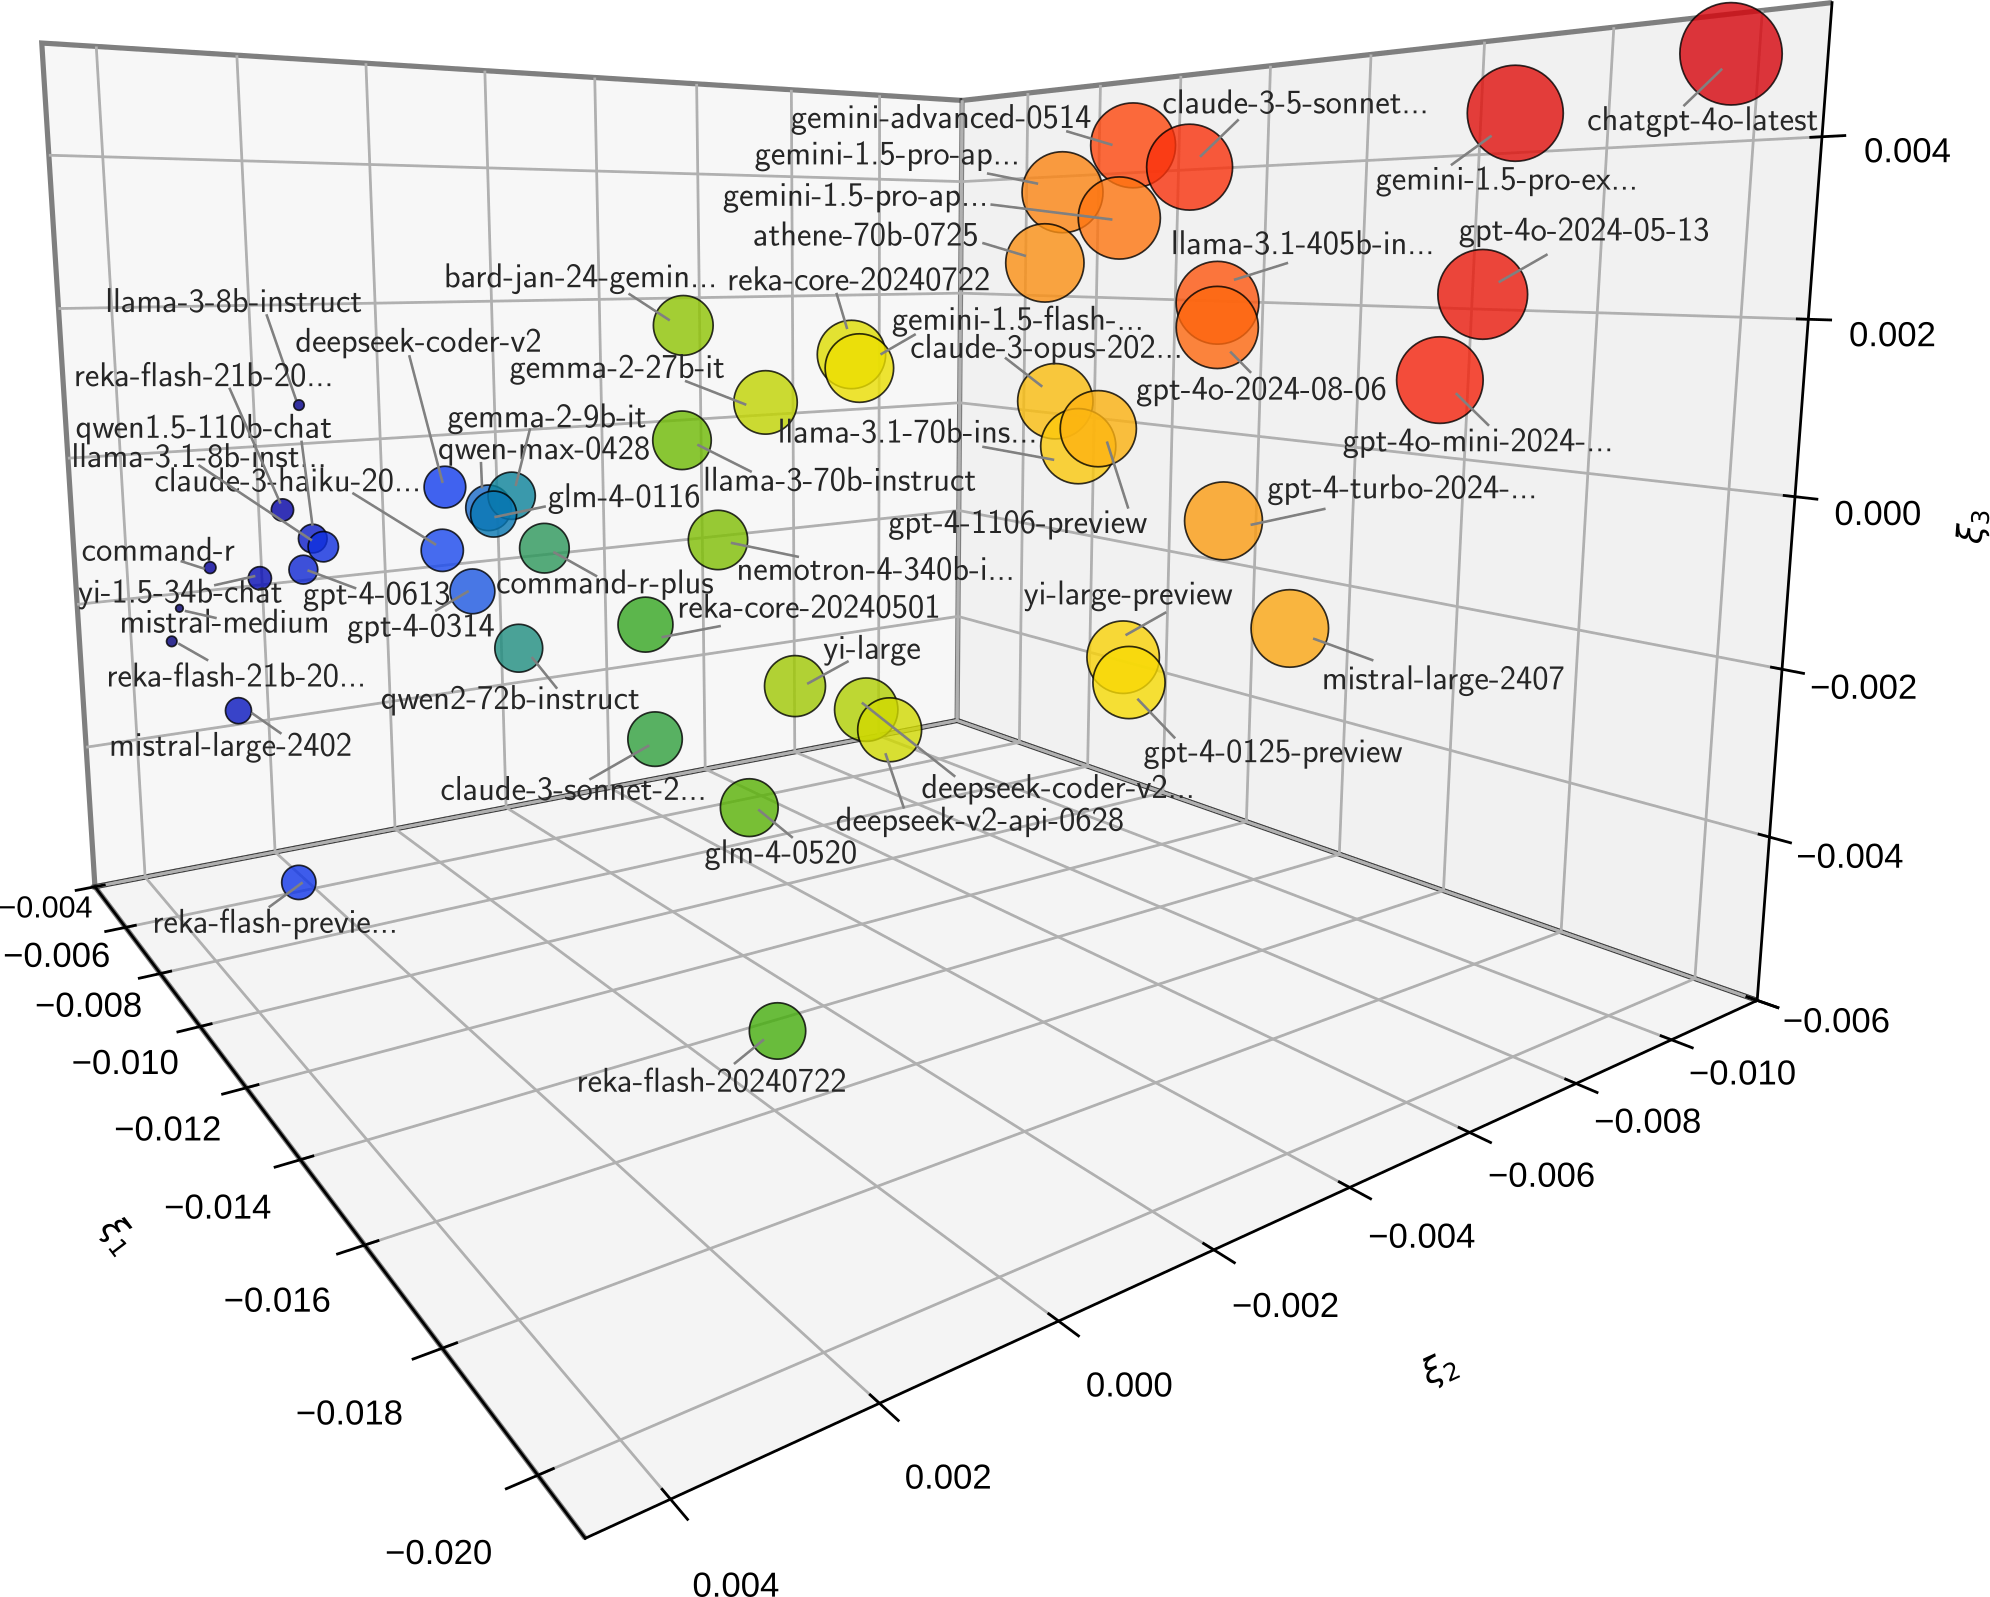 chatgpt-4o-latest
claude-3-5-sonnet...
gemini-advanced-0514
gemini-1.5-pro-ap...
gemini-1.5-pro-ex...
gemini-1.5-pro-ap...
athene-70b-0725
llama-3.1-405b-in...
gpt-4o-2024-05-13
bard-jan-24-gemin...
reka-core-20240722
llama-3-8b-instruct
gemini-1.5-flash-...
deepseek-coder-v2
claude-3-opus-202...
gemma-2-27b-it
reka-flash-21b-20...
gpt-4o-2024-08-06
gemma-2-9b-it
qwen1.5-110b-chat
llama-3.1-70b-ins...
gpt-4o-mini-2024-...
qwen-max-0428
llama-3.1-8b-inst...
claude-3-haiku-20...
llama-3-70b-instruct
gpt-4-turbo-2024-...
glm-4-0116
gpt-4-1106-preview
command-r
nemotron-4-340b-i...
command-r-plus
yi-1.5-34b-chat
gpt-4-0613
yi-large-preview
reka-core-20240501
mistral-medium
gpt-4-0314
yi-large
reka-flash-21b-20...
mistral-large-2407
qwen2-72b-instruct
mistral-large-2402
gpt-4-0125-preview
claude-3-sonnet-2...
deepseek-coder-v2...
deepseek-v2-api-0628
glm-4-0520
reka-flash-previe...
reka-flash-20240722
0.004
0.002
0.000
−0.002
−0.004
−0.006
ξ3
−0.004
−0.006
−0.008
−0.010
−0.012
−0.014
−0.016
−0.018
−0.020
ξ1
−0.010
−0.008
−0.006
−0.004
−0.002
0.000
0.002
0.004
ξ2